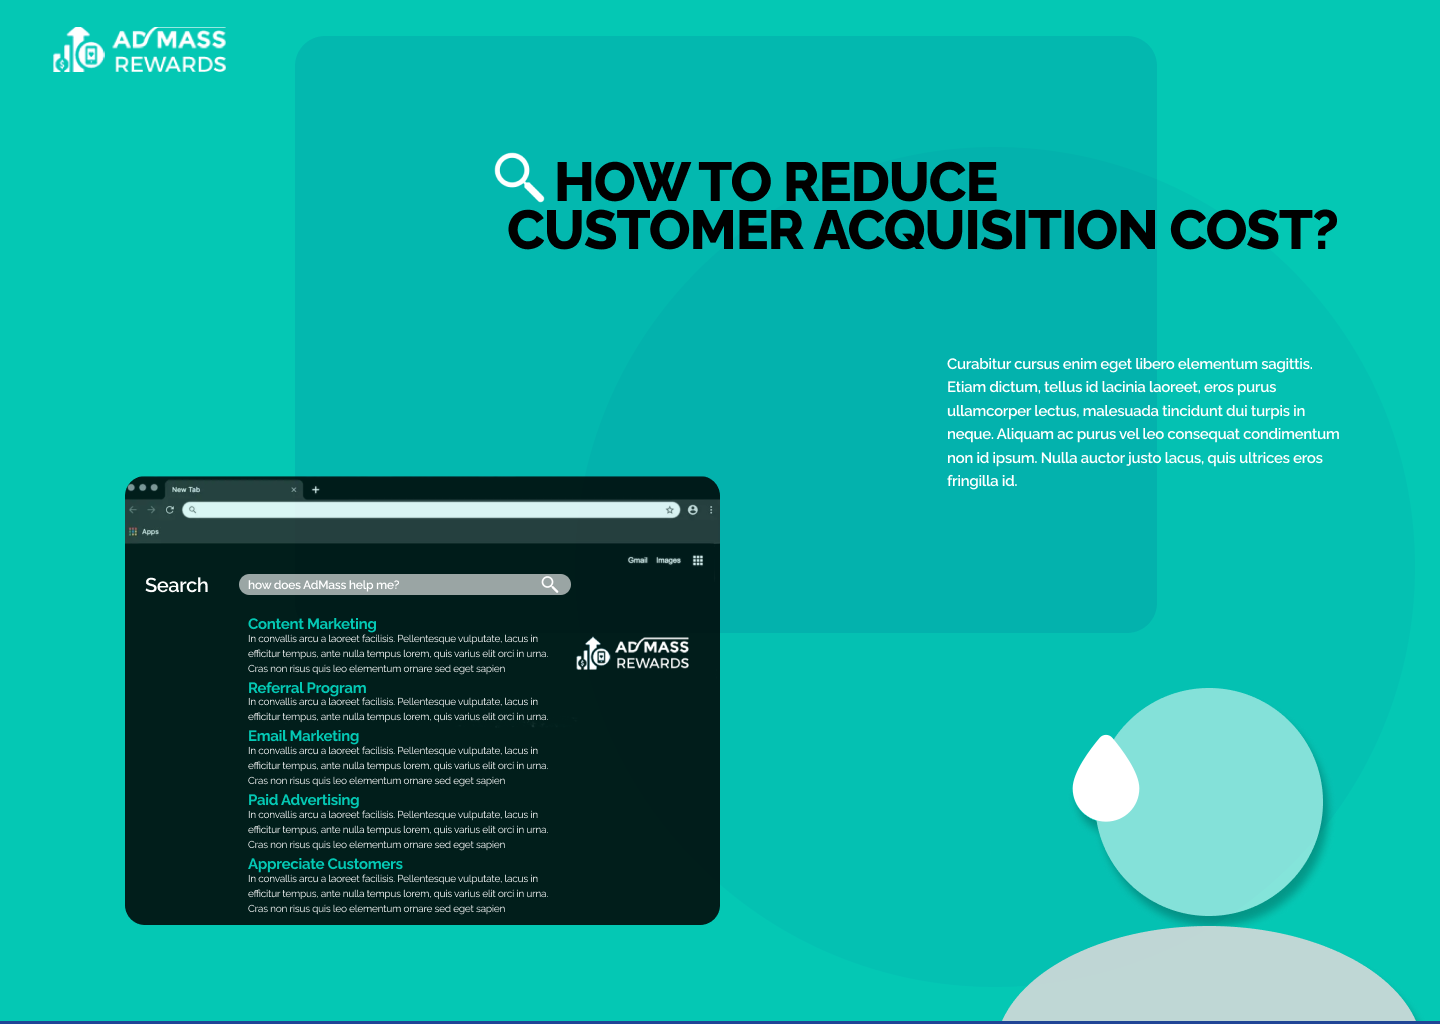 AD MASS
REWARDS
HOW TO REDUCE
CUSTOMER ACQUISITION COST?
Curabitur cursus enim eget libero elementum sagittis.
Etiam dictum, tellus id lacinia laoreet, eros purus
ullamcorper lectus, malesuada tincidunt dui turpis in
neque. Aliquam ac purus vel leo consequat condimentum
non id ipsum. Nulla auctor justo lacus, quis ultrices eros
fringilla id.
New Tab
Apps
Gmail Images
Search
how does AdMass help me?
Content Marketing
In convallis arcu a laoreet facilisis. Pellentesque vulputate, lacus in
efficitur tempus, ante nulla tempus lorem, quis varius elit orci in urna.
Cras non risus quis leo elementum ornare sed eget sapien
AD MASS
REWARDS
Referral Program
In convallis arcu a laoreet facilisis. Pellentesque vulputate, lacus in
efficitur tempus, ante nulla tempus lorem, quis varius elit orci in urna.
Email Marketing
In convallis arcu a laoreet facilisis. Pellentesque vulputate, lacus in
efficitur tempus, ante nulla tempus lorem, quis varius elit orci in urna.
Cras non risus quis leo elementum ornare sed eget sapien
Paid Advertising
In convallis arcu a laoreet facilisis. Pellentesque vulputate, lacus in
efficitur tempus, ante nulla tempus lorem, quis varius elit orci in urna.
Cras non risus quis leo elementum ornare sed eget sapien
Appreciate Customers
In convallis arcu a laoreet facilisis. Pellentesque vulputate, lacus in
efficitur tempus, ante nulla tempus lorem, quis varius elit orci in urna.
Cras non risus quis leo elementum ornare sed eget sapien